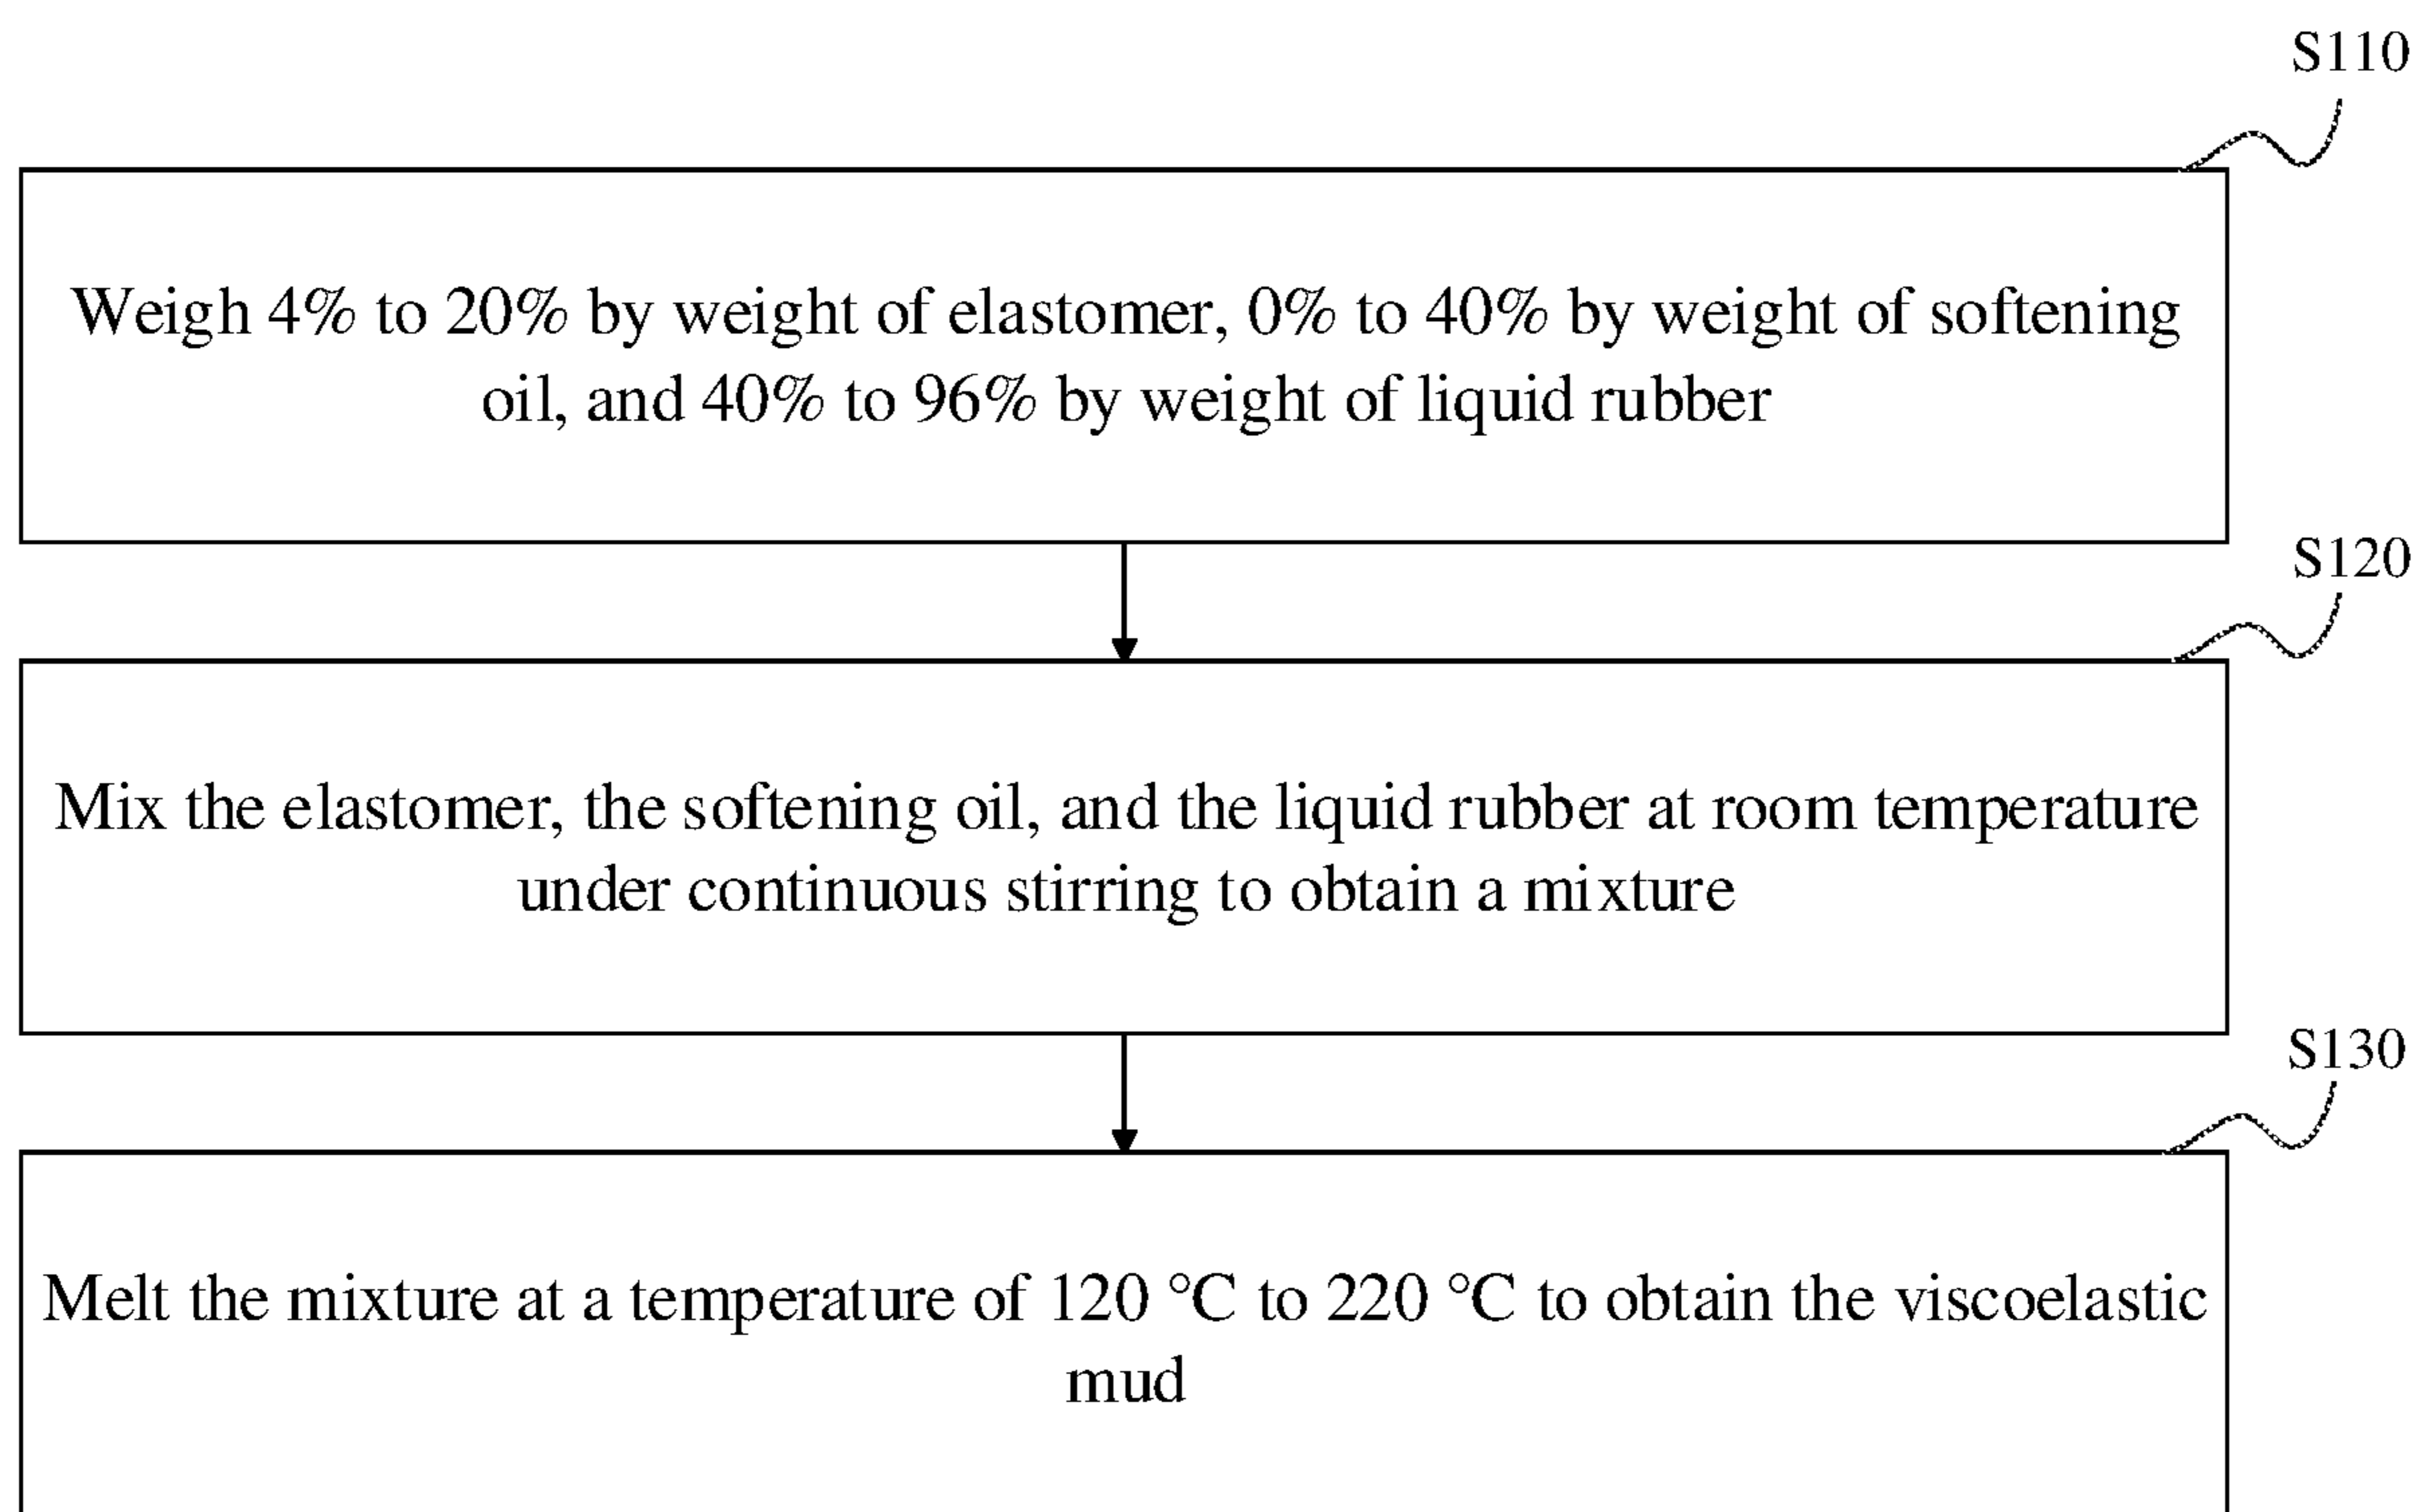 S110
Weigh 4% to 20% by weight of elastomer, 0% to 40% by weight of softening
oil, and 40% to 96% by weight of liquid rubber
S120
Mix the elastomer, the softening oil, and the liquid rubber at room temperature
under continuous stirring to obtain a mixture
S130
Melt the mixture at a temperature of 120 °C to 220 °C to obtain the viscoelastic
mud